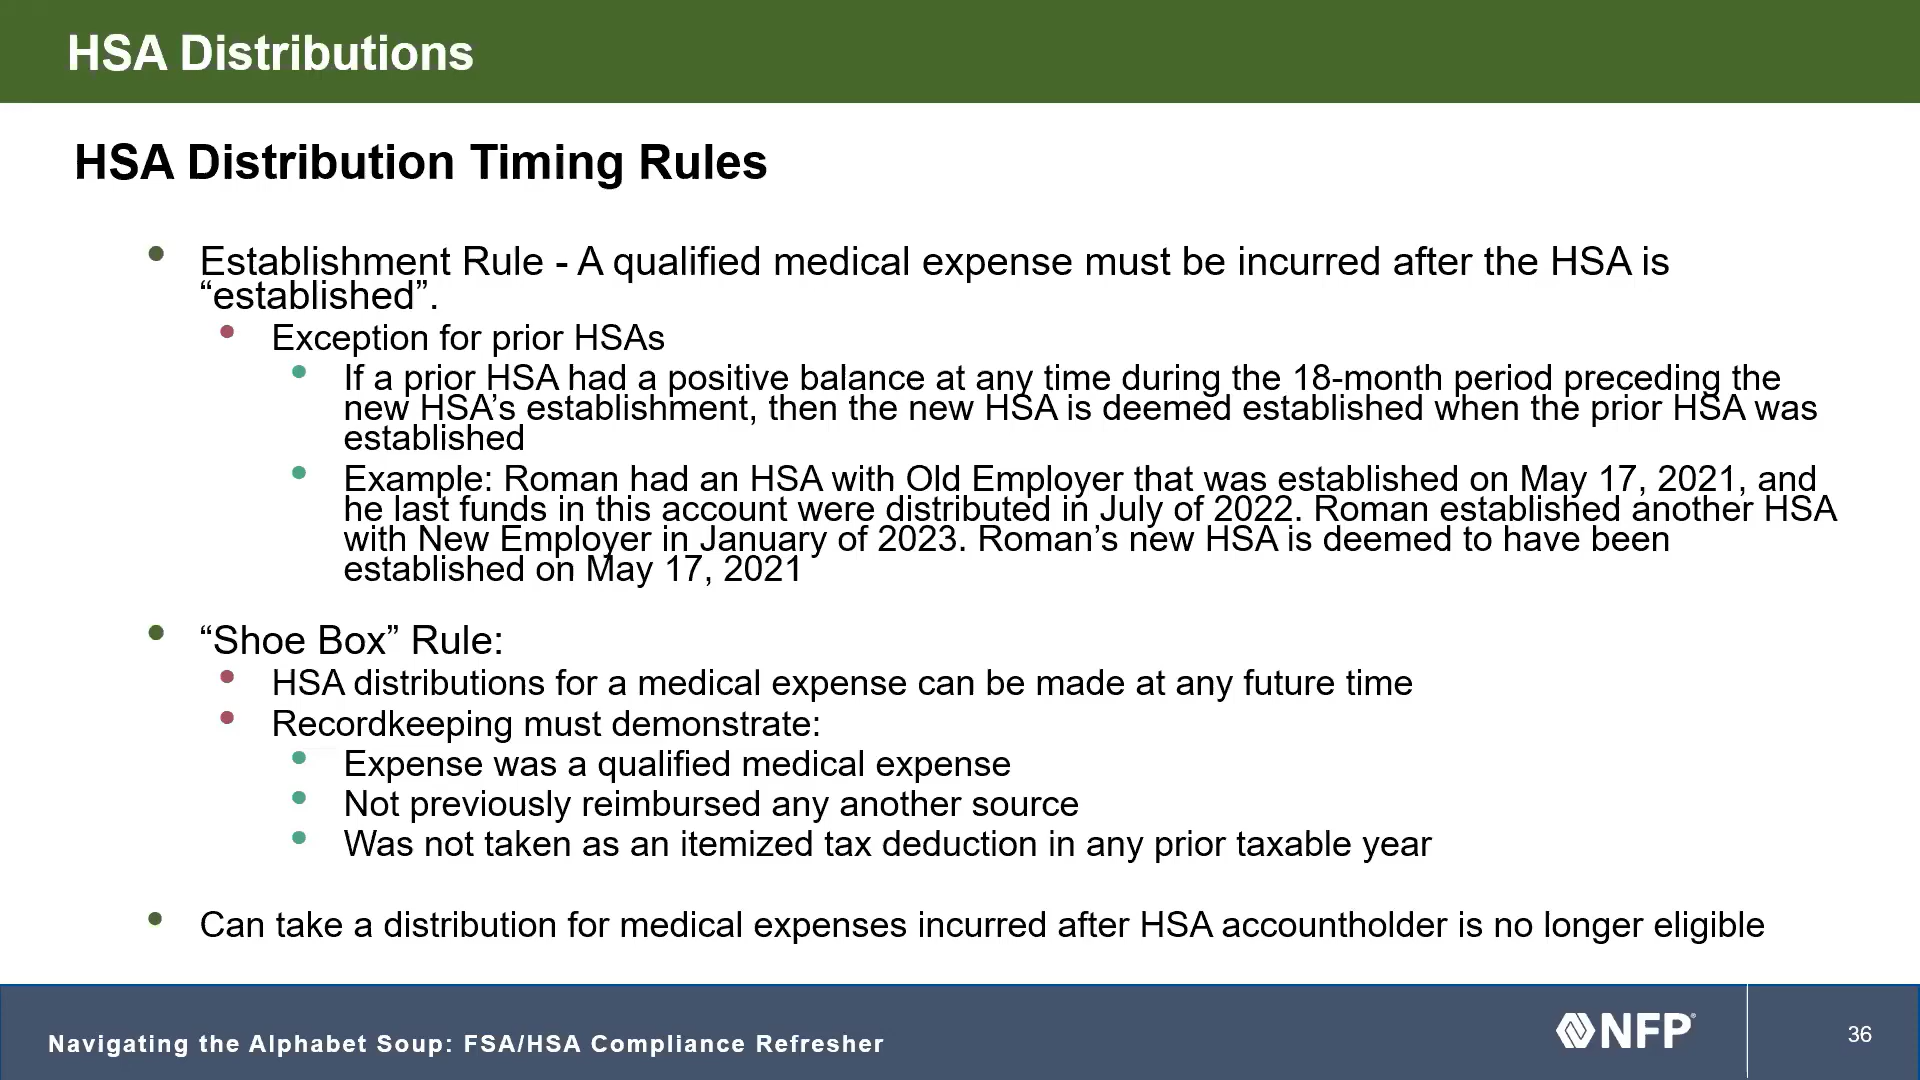 HSA Distributions
HSA Distribution Timing Rules
Establishment Rule - A qualified medical expense must be incurred after the HSA is
“established”.
Exception for prior HSAs
If a prior HSA had a positive balance at any time during the 18-month period preceding the
new HSA’s establishment, then the new HSA is deemed established when the prior HSA was
established
Example: Roman had an HSA with Old Employer that was established on May 17, 2021, and
he last funds in this account were distributed in July of 2022. Roman established another HSA
with New Employer in January of 2023. Roman’s new HSA is deemed to have been
established on May 17, 2021
“Shoe Box” Rule:
HSA distributions for a medical expense can be made at any future time
Recordkeeping must demonstrate:
Expense was a qualified medical expense
Not previously reimbursed any another source
Was not taken as an itemized tax deduction in any prior taxable year
Can take a distribution for medical expenses incurred after HSA accountholder is no longer eligible
Navigating the Alphabet Soup: FSA/HSA Compliance Refresher
NFP®
36